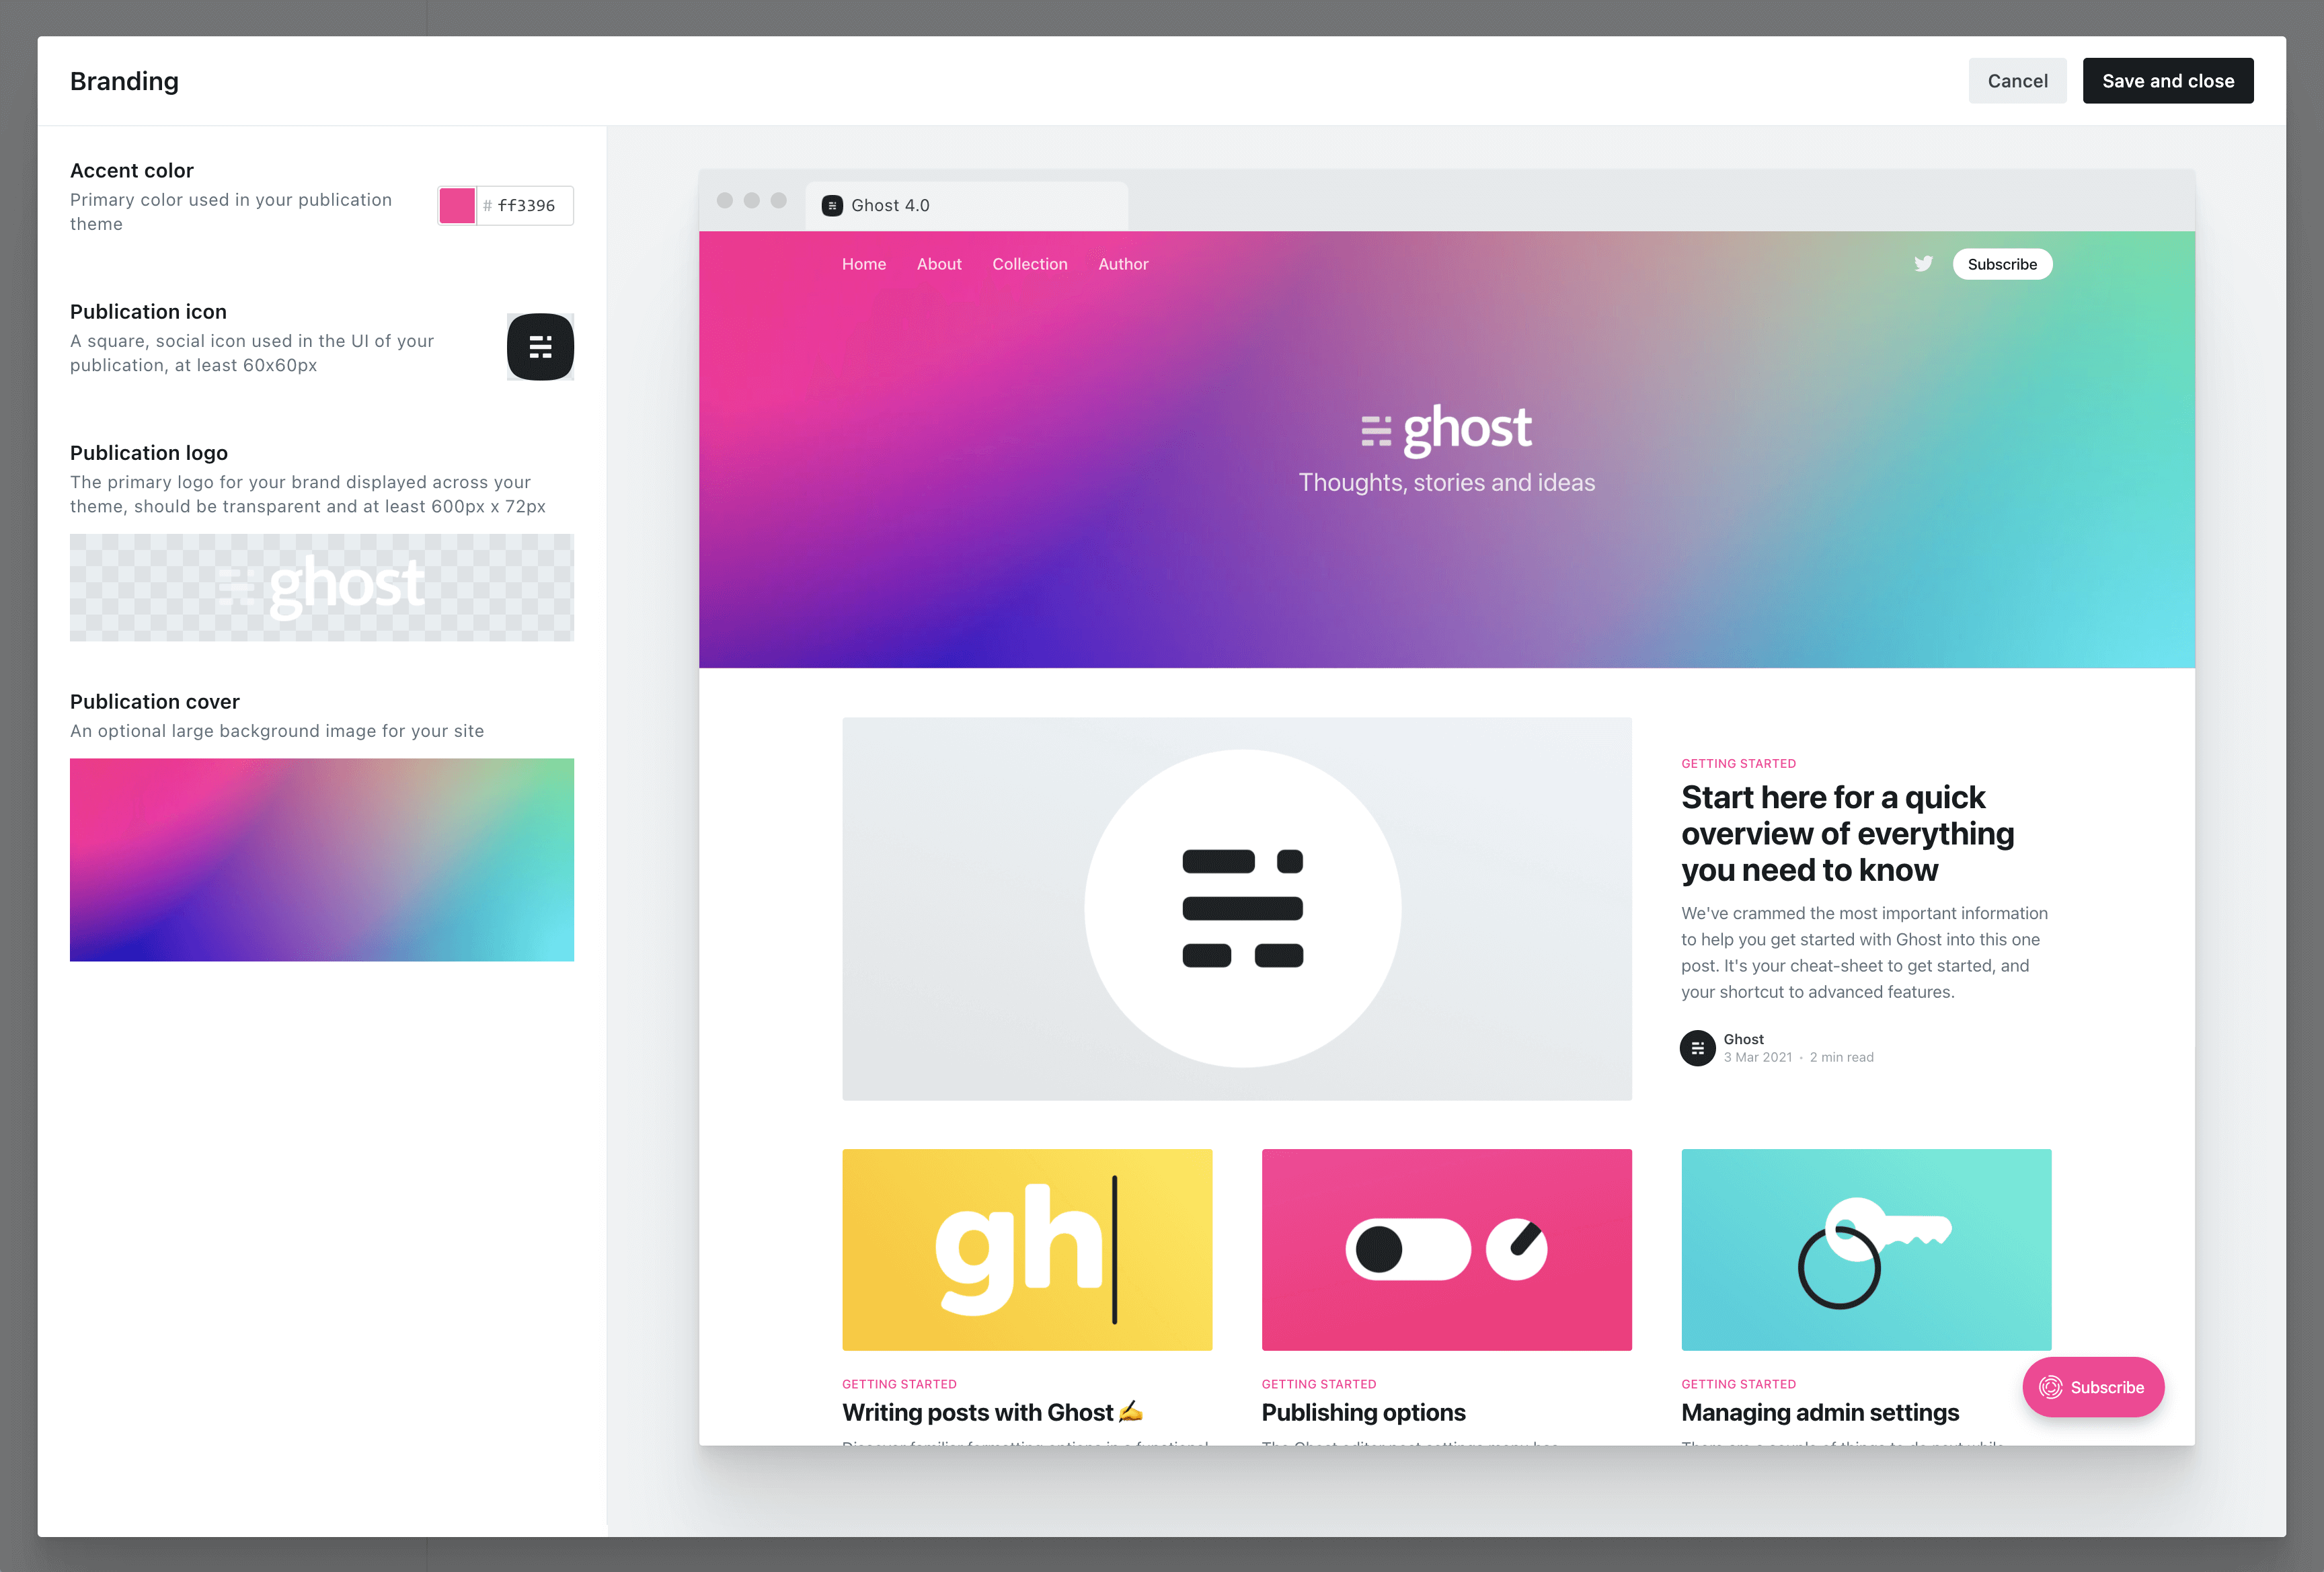 Branding
Cancel
Save and close
Accent color
Primary color used in your publication
theme
# ff3396
Publication icon
A square, social icon used in the UI of your
publication, at least 60x60px
Publication logo
The primary logo for your brand displayed across your
theme, should be transparent and at least 600px x 72px
ghost
Publication cover
An optional large background image for your site
Ghost 4.0
Home
About
Collection
Author
Subscribe
ghost
Thoughts, stories and ideas
GETTING STARTED
Start here for a quick
overview of everything
you need to know
We've crammed the most important information
to help you get started with Ghost into this one
post. It's your cheat-sheet to get started, and
your shortcut to advanced features.
Ghost
3 Mar 2021 • 2 min read
gh
GETTING STARTED
Writing posts with Ghost ✍️
GETTING STARTED
Publishing options
GETTING STARTED
Managing admin settings
Subscribe